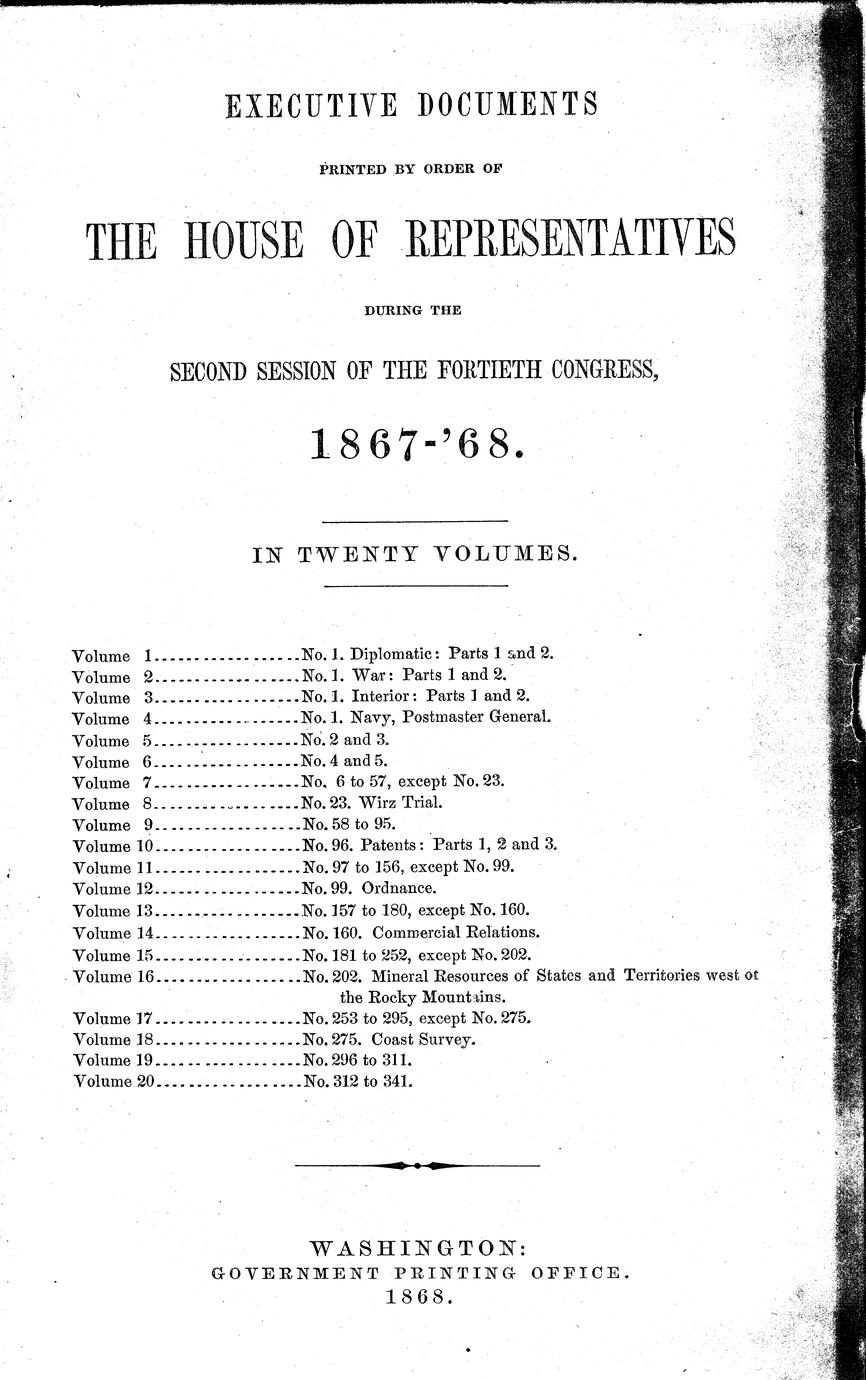 EXECUTIVE DOCUMENTS
PRINTED BY ORDER OF
THE HOUSE OF REPRESENTATIVES
DURING THE
SECOND SESSION OF THE FORTIETH CONGRESS,
1867-'68.
IN TWENTY VOLUMES.
Volume 1..................No. 1. Diplomatic: Parts 1 and 2.
Volume 2..................No. 1. War: Parts 1 and 2.
Volume 3..................No. 1. Interior: Parts 1 and 2.
Volume 4..................No. 1. Navy, Postmaster General.
Volume 5..................No. 2 and 3.
Volume 6..................No. 4 and 5.
Volume 7..................No. 6 to 57, except No. 23.
Volume 8..................No. 23. Wirz Trial.
Volume 9..................No. 58 to 95.
Volume 10..................No. 96. Patents: Parts 1, 2 and 3.
Volume 11..................No. 97 to 156, except No. 99.
Volume 12..................No. 99. Ordnance.
Volume 13..................No. 157 to 180, except No. 160.
Volume 14..................No. 160. Commercial Relations.
Volume 15..................No. 181 to 252, except No. 202.
Volume 16..................No. 202. Mineral Resources of States and Territories west of
the Rocky Mountains.
Volume 17..................No. 253 to 295, except No. 275.
Volume 18..................No. 275. Coast Survey.
Volume 19..................No. 296 to 311.
Volume 20..................No. 312 to 341.
WASHINGTON:
GOVERNMENT PRINTING OFFICE.
1868.